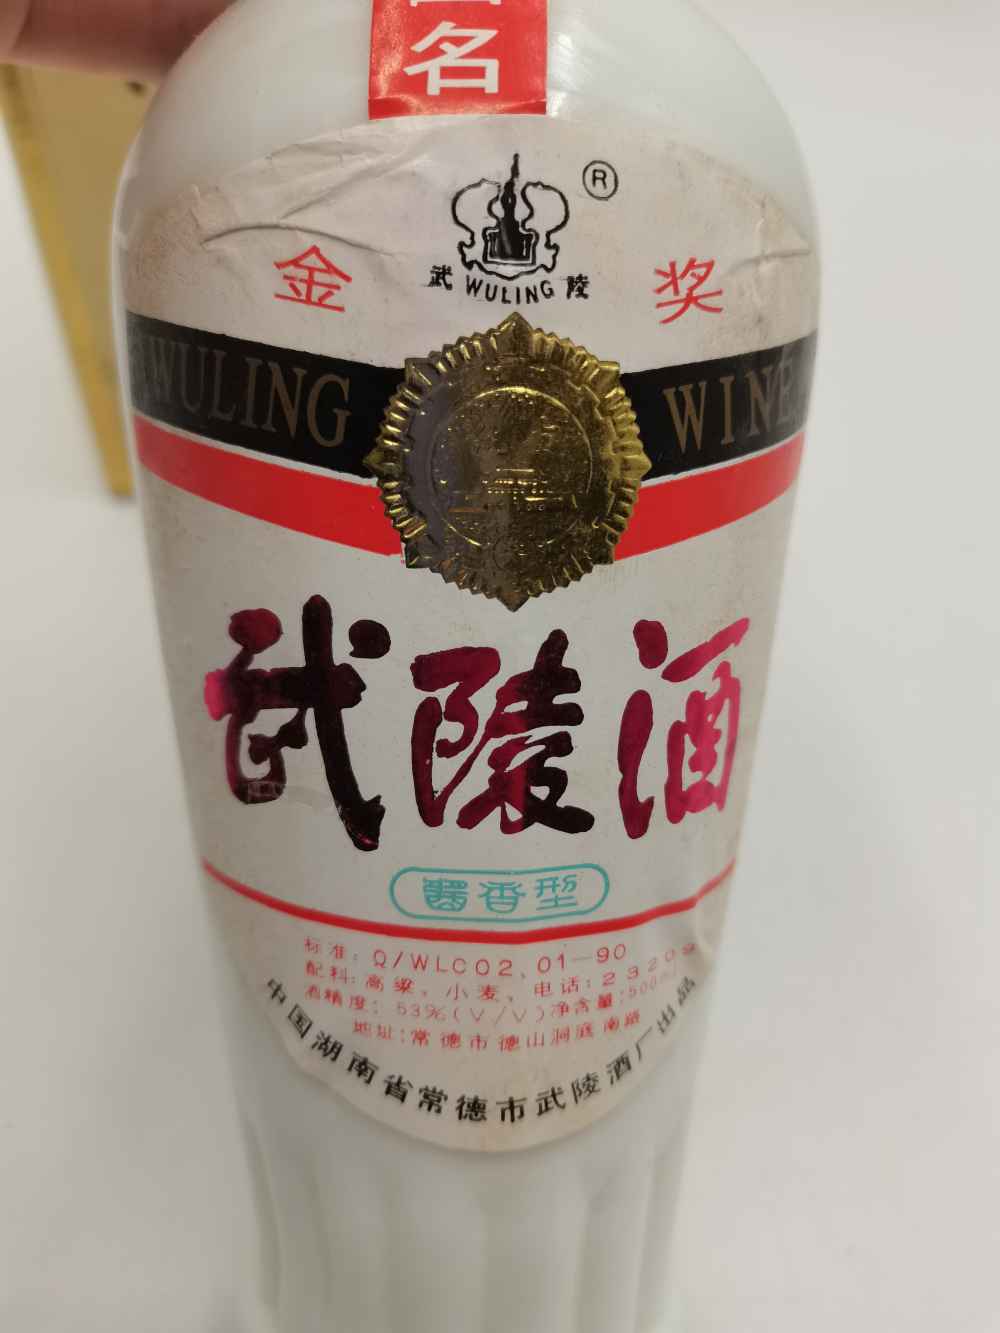 名
®
武 WULING 陵
金 奖
WULING WINE
武陵酒
酱香型
标准: Q/WLC02, 01—90
配料: 高粱、小麦、电话: 2320
酒精度: 53%(V/V)净含量: 500ml
地址: 常德市德山洞庭南路
中国湖南省常德市武陵酒厂出品